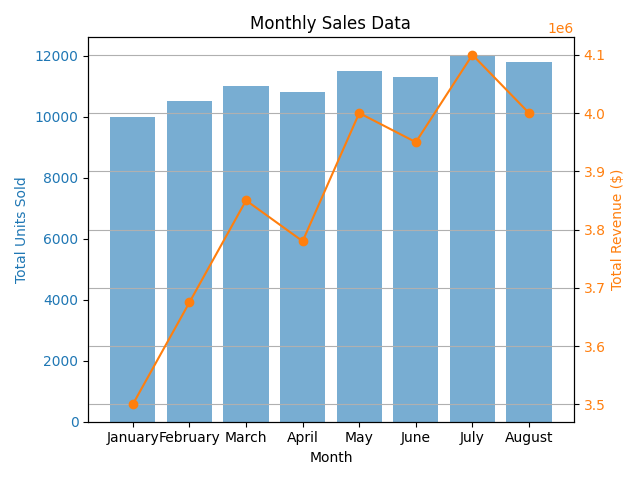 Monthly Sales Data
1e6
12000
10000
8000
6000
4000
2000
0
Total Units Sold
4.1
4.0
3.9
3.8
3.7
3.6
3.5
Total Revenue ($)
January February March April May June July August
Month